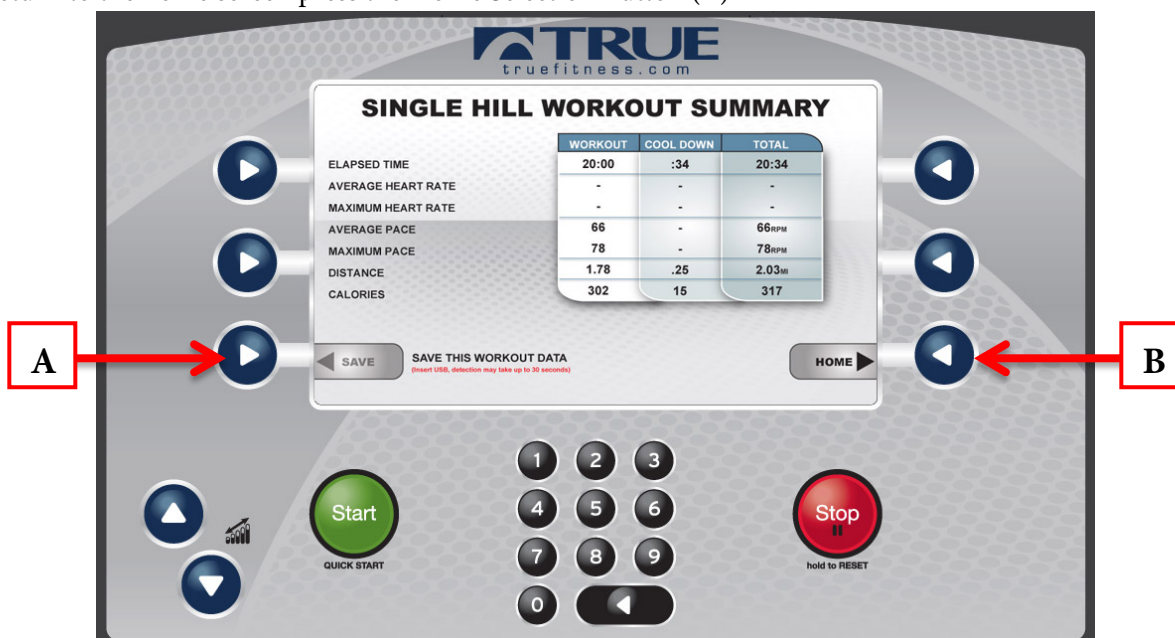 TRUE
truefitness.com
SINGLE HILL WORKOUT SUMMARY
WORKOUT COOL DOWN TOTAL
ELAPSED TIME 20:00 :34 20:34
AVERAGE HEART RATE - - -
MAXIMUM HEART RATE - - -
AVERAGE PACE 66 - 66RPM
MAXIMUM PACE 78 - 78RPM
DISTANCE 1.78 .25 2.03MI
CALORIES 302 15 317
A
SAVE SAVE THIS WORKOUT DATA HOME
(Insert USB, detection may take up to 30 seconds)
B
1 2 3
Start 4 5 6 Stop
QUICK START 7 8 9 hold to RESET
0